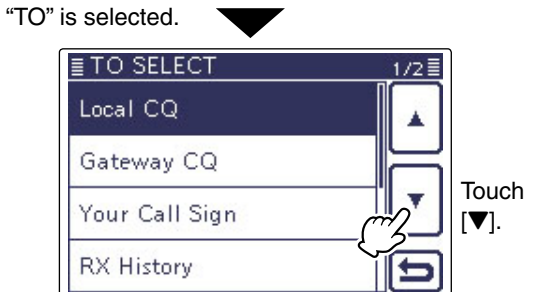 “TO” is selected.
TO SELECT 1/2
Local CQ
Gateway CQ
Your Call Sign
RX History
Touch
[▼].